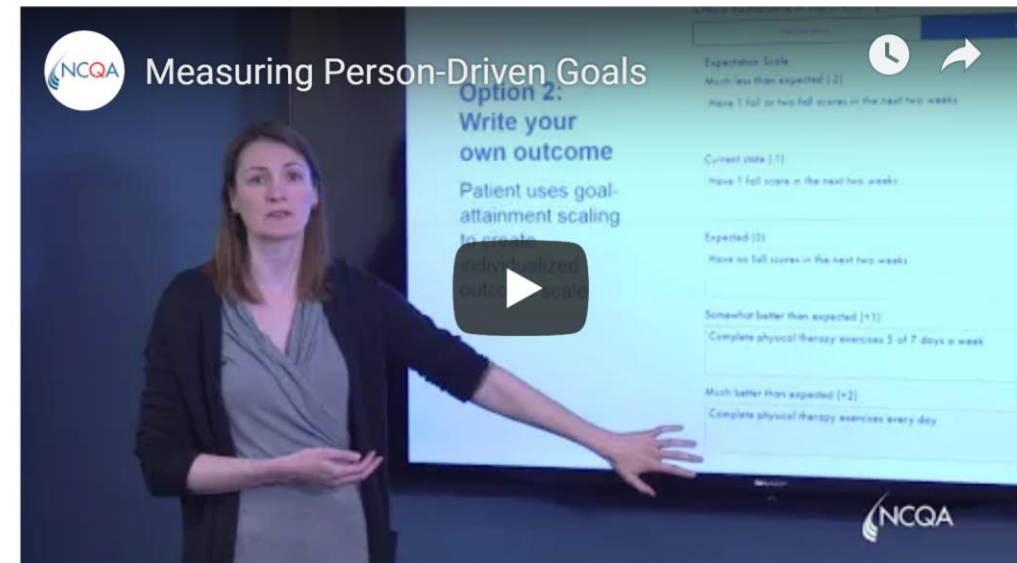 NCQA
Measuring Person-Driven Goals
Option 2:
Write your
own outcome
Patient uses goal-
attainment scaling
to create
individualized
outcome scale
Expectation Scale
Much less than expected (-2)
Have 1 fall or two fall scares in the next two weeks
Current state (-1)
Have 1 fall scare in the next two weeks
Expected (0)
Have no fall scares in the next two weeks
Somewhat better than expected (+1)
Complete physical therapy exercises 5 of 7 days a week
Much better than expected (+2)
Complete physical therapy exercises every day
SHARP
NCQA